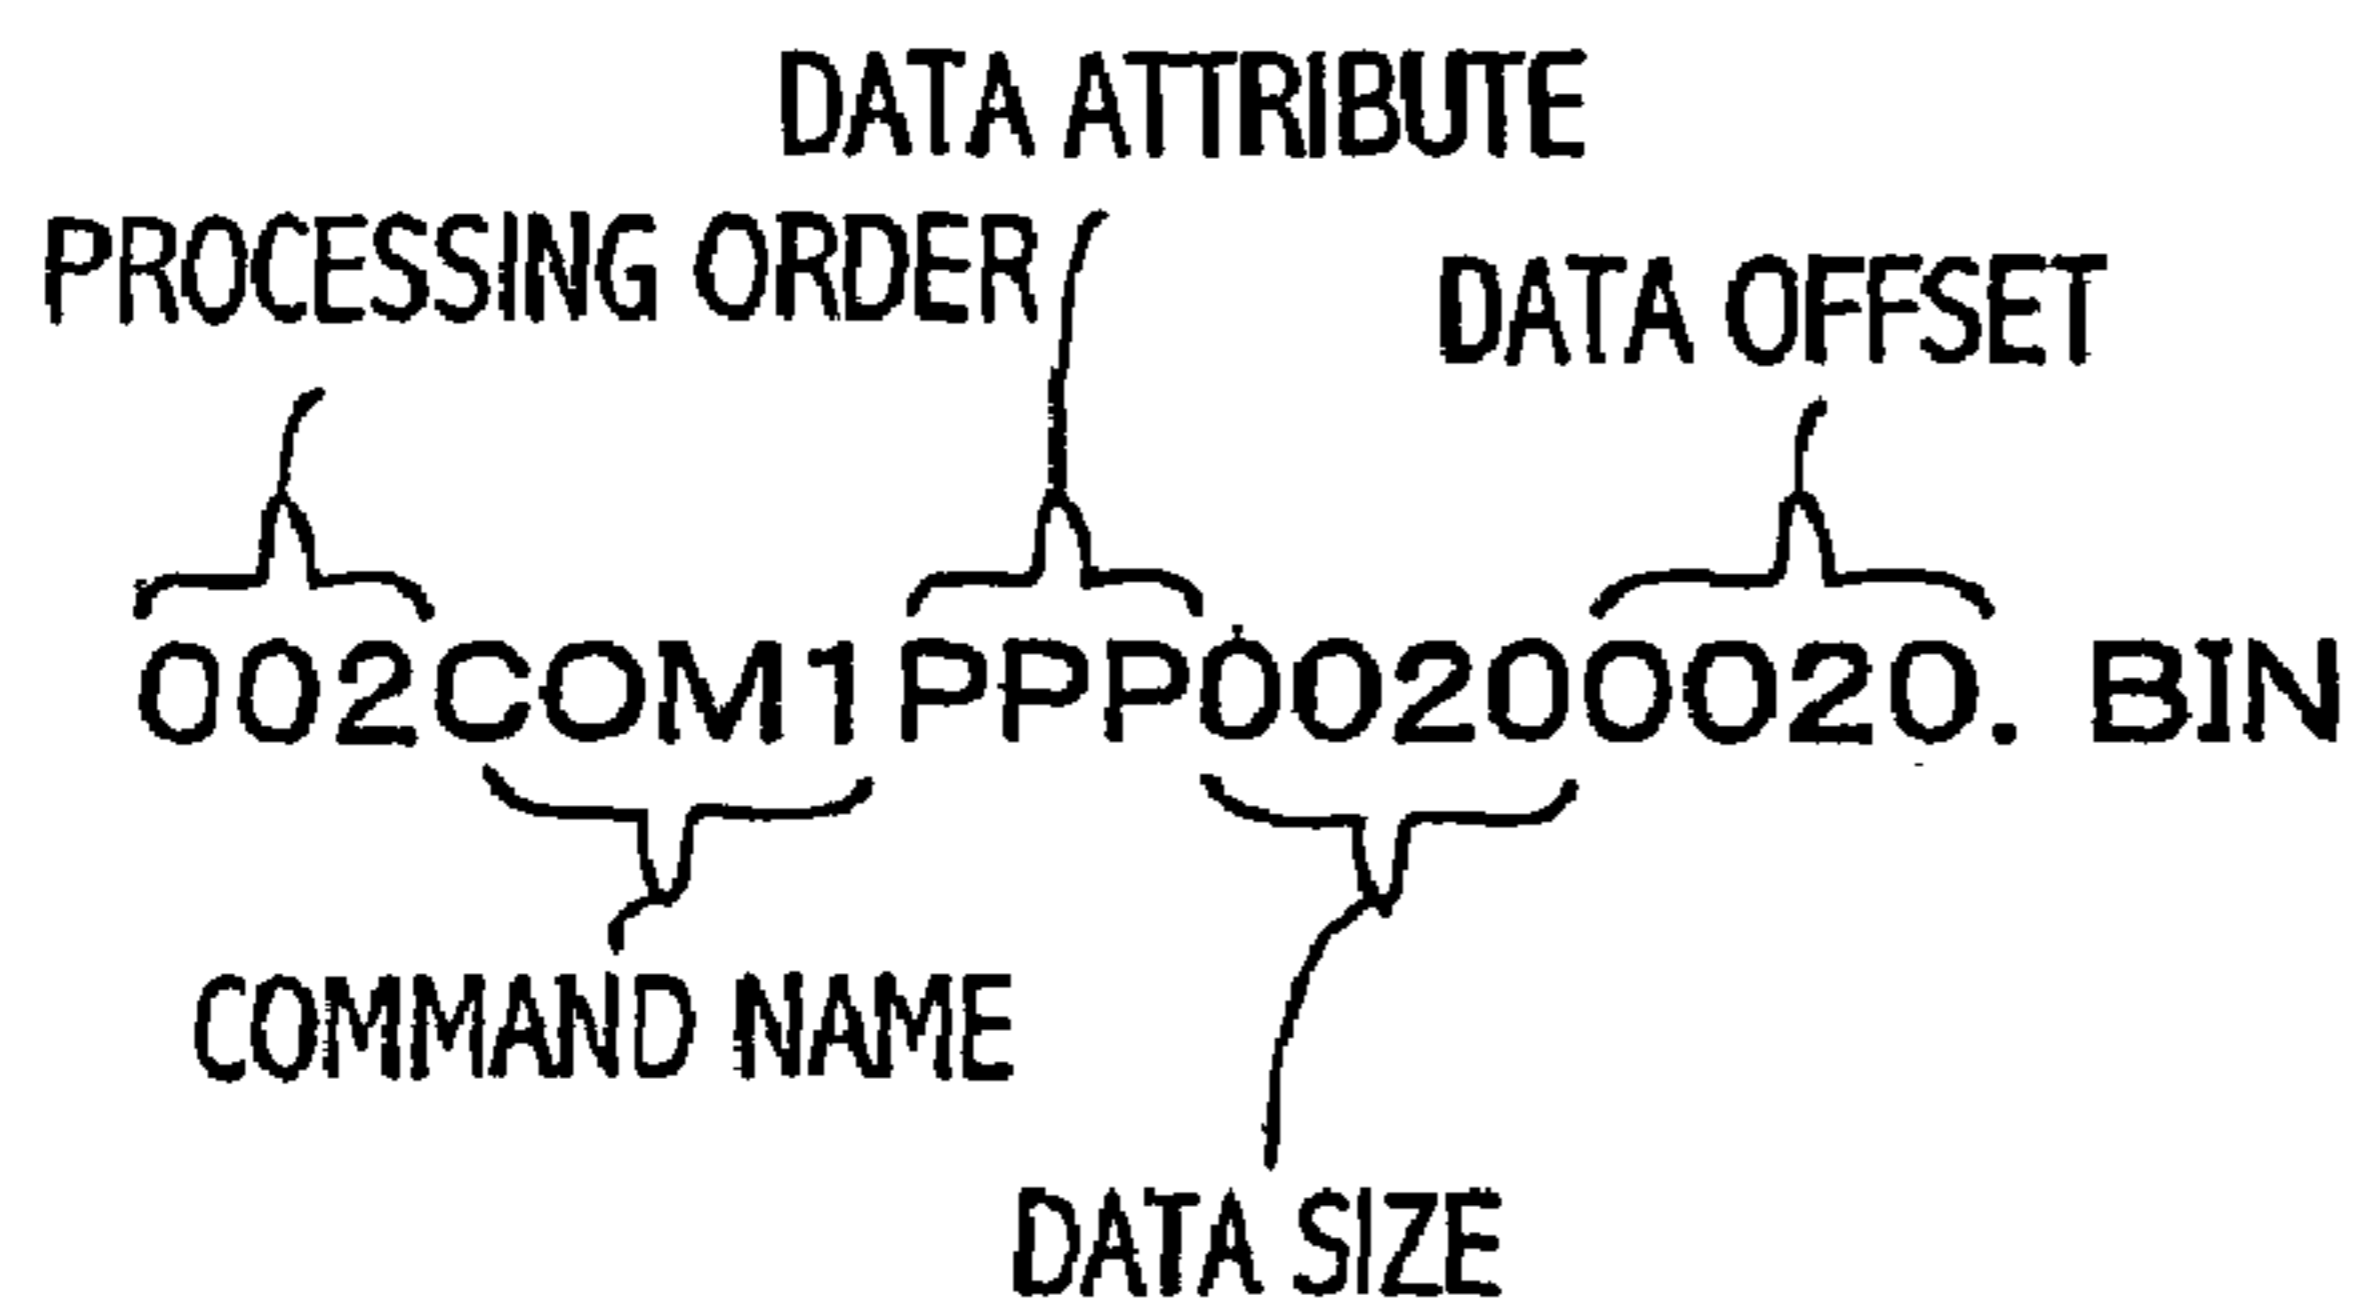 DATA ATTRIBUTE
PROCESSING ORDER
DATA OFFSET
002COM1PPP00200020. BIN
COMMAND NAME
DATA SIZE